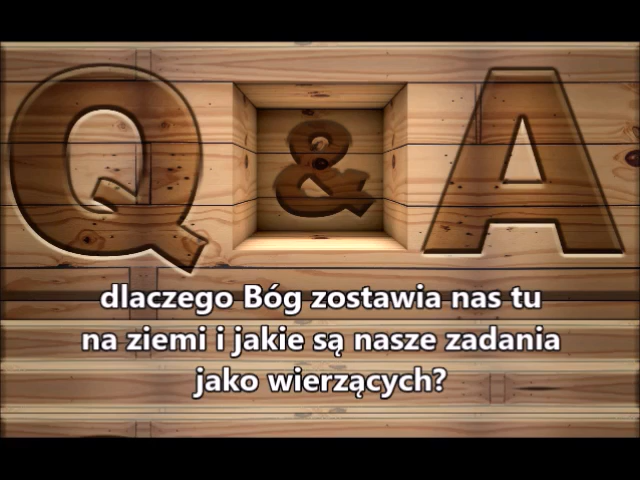 Q & A
dlaczego Bóg zostawia nas tu
na ziemi i jakie są nasze zadania
jako wierzących?